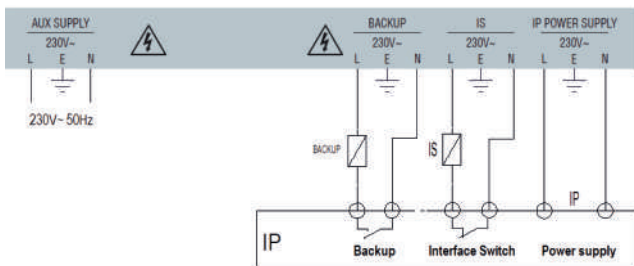 AUX SUPPLY BACKUP IS IP POWER SUPPLY
230V~ 230V~ 230V~ 230V~
L E N L E N L E N L E N
230V~ 50Hz
BACKUP IS
IP
IP Backup Interface Switch Power supply